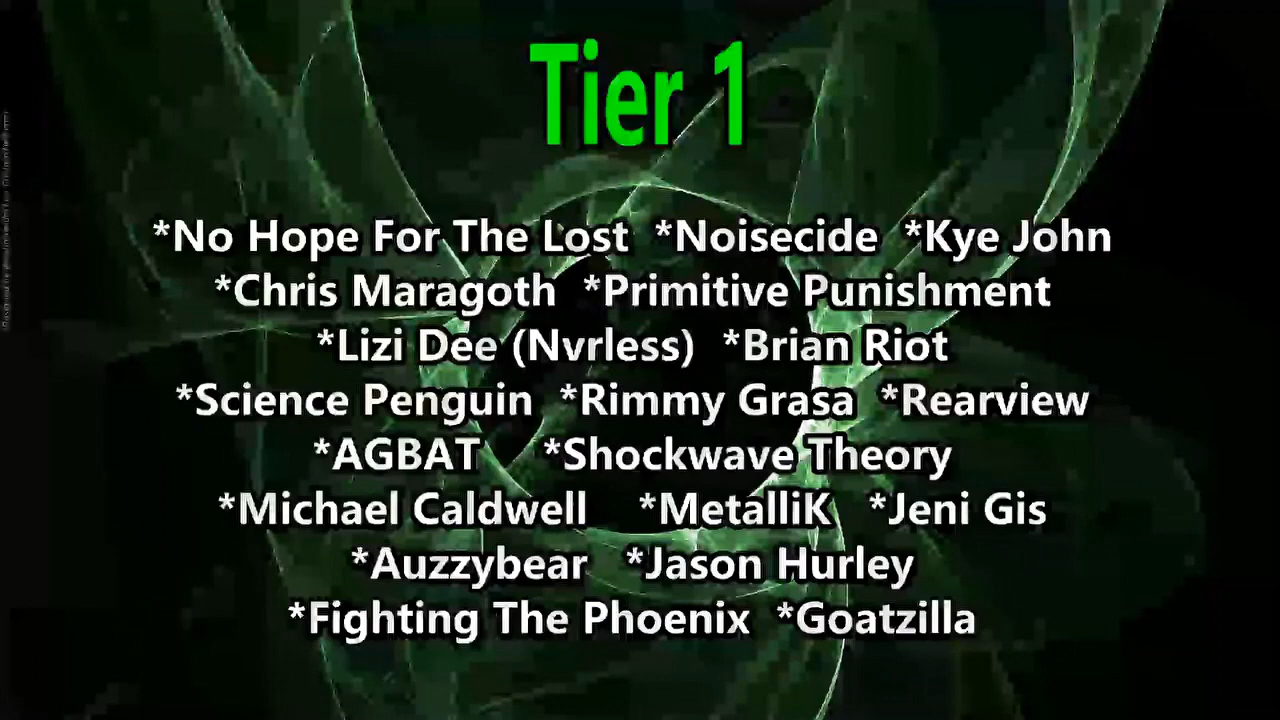 Tier 1
*No Hope For The Lost *Noisecide *Kye John
*Chris Maragoth *Primitive Punishment
*Lizi Dee (Nvrless) *Brian Riot
*Science Penguin *Rimmy Grasa *Rearview
*AGBAT *Shockwave Theory
*Michael Caldwell *MetalliK *Jeni Gis
*Auzzybear *Jason Hurley
*Fighting The Phoenix *Goatzilla